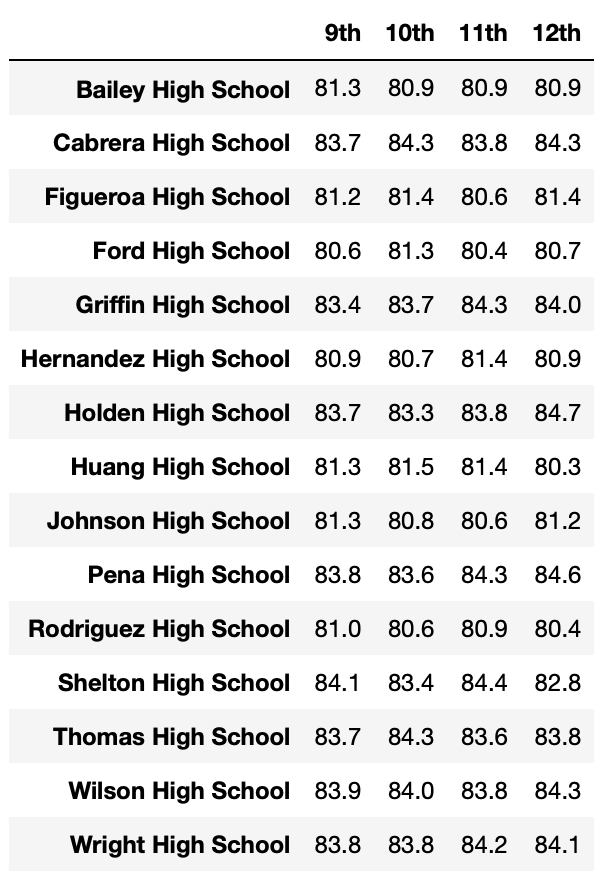 9th 10th 11th 12th
Bailey High School 81.3 80.9 80.9 80.9
Cabrera High School 83.7 84.3 83.8 84.3
Figueroa High School 81.2 81.4 80.6 81.4
Ford High School 80.6 81.3 80.4 80.7
Griffin High School 83.4 83.7 84.3 84.0
Hernandez High School 80.9 80.7 81.4 80.9
Holden High School 83.7 83.3 83.8 84.7
Huang High School 81.3 81.5 81.4 80.3
Johnson High School 81.3 80.8 80.6 81.2
Pena High School 83.8 83.6 84.3 84.6
Rodriguez High School 81.0 80.6 80.9 80.4
Shelton High School 84.1 83.4 84.4 82.8
Thomas High School 83.7 84.3 83.6 83.8
Wilson High School 83.9 84.0 83.8 84.3
Wright High School 83.8 83.8 84.2 84.1